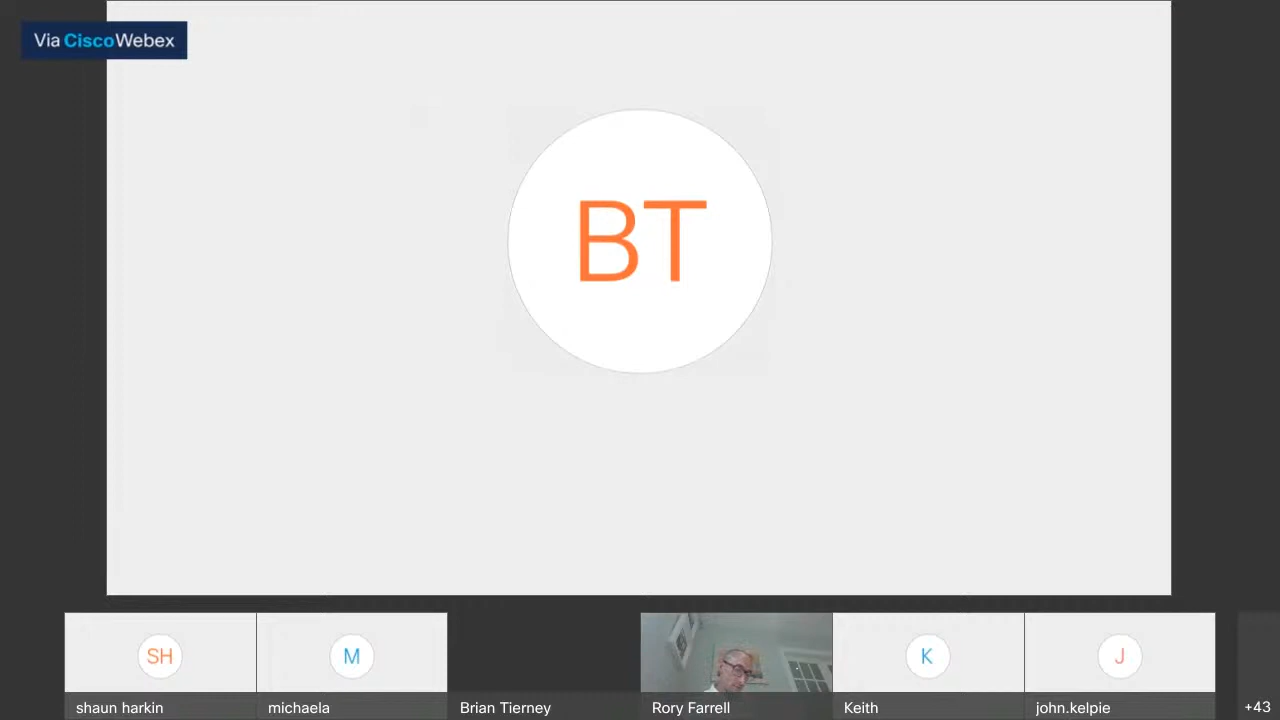 Via CiscoWebex
BT
SH
M
K
J
shaun harkin
michaela
Brian Tierney
Rory Farrell
Keith
john.kelpie
+43